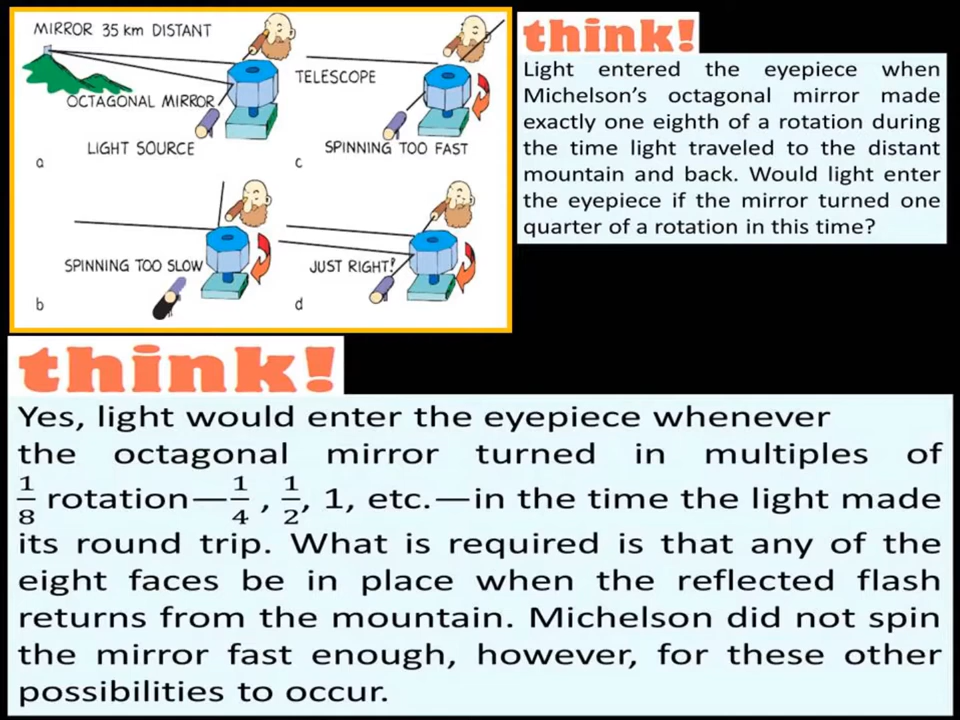 MIRROR 35 km DISTANT
OCTAGONAL MIRROR
LIGHT SOURCE
a
TELESCOPE
SPINNING TOO FAST
c
SPINNING TOO SLOW
b
JUST RIGHT!
d
think!
Light entered the eyepiece when
Michelson's octagonal mirror made
exactly one eighth of a rotation during
the time light traveled to the distant
mountain and back. Would light enter
the eyepiece if the mirror turned one
quarter of a rotation in this time?
think!
Yes, light would enter the eyepiece whenever
the octagonal mirror turned in multiples of
1/8 rotation—1/4 , 1/2, 1, etc.—in the time the light made
its round trip. What is required is that any of the
eight faces be in place when the reflected flash
returns from the mountain. Michelson did not spin
the mirror fast enough, however, for these other
possibilities to occur.